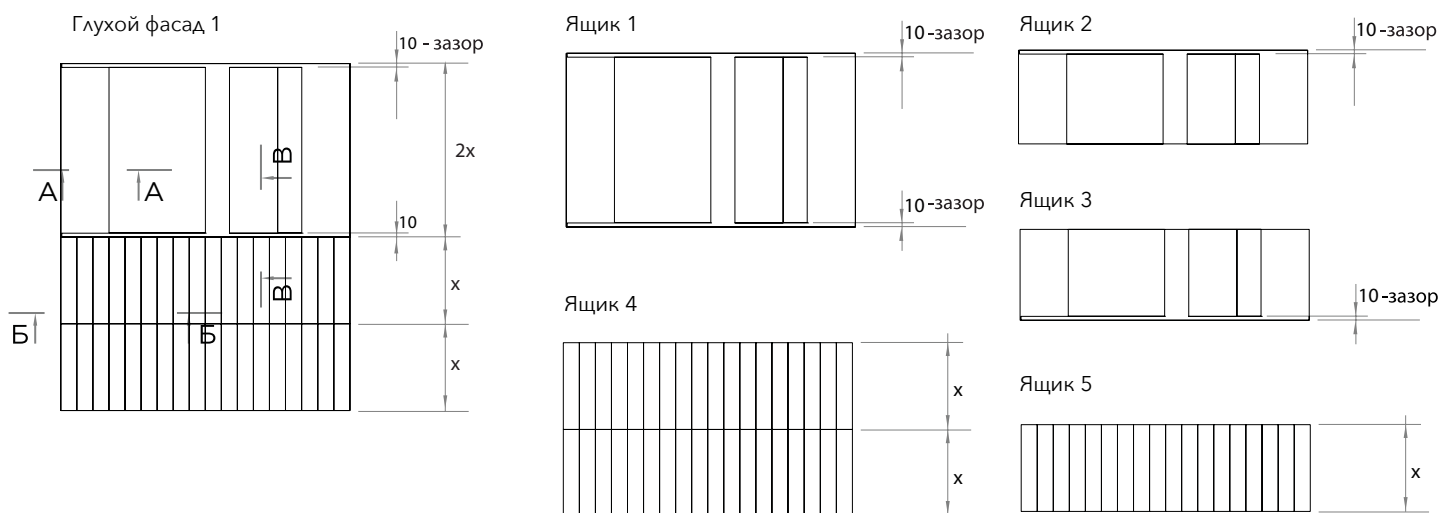 Глухой фасад 1
10 - зазор
2x
А
А
В
10
В
x
Б
Б
x
Ящик 1
10-зазор
10-зазор
Ящик 2
10-зазор
Ящик 3
10-зазор
Ящик 4
x
x
Ящик 5
x